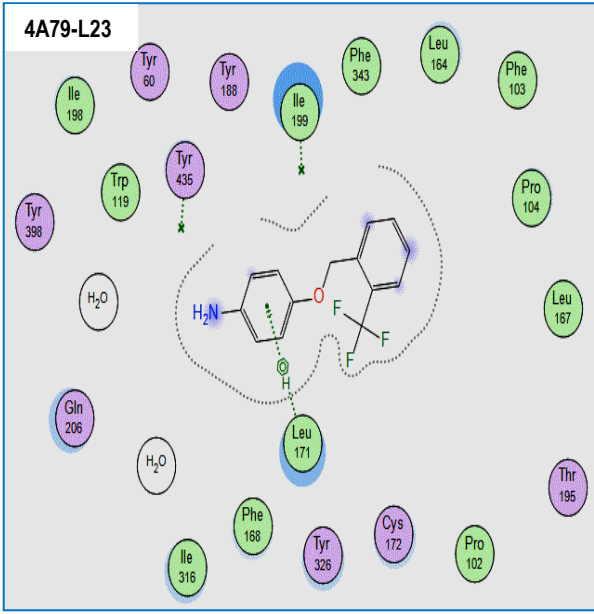 4A79-L23
Tyr
60
Tyr
188
Phe
343
Leu
164
Phe
103
Ile
198
Ile
199
Trp
119
Tyr
435
Pro
104
Tyr
398
H2O
H2N
O
F
F
F
Leu
167
H
Gln
206
H2O
Leu
171
Thr
195
Phe
168
Ile
316
Tyr
326
Cys
172
Pro
102